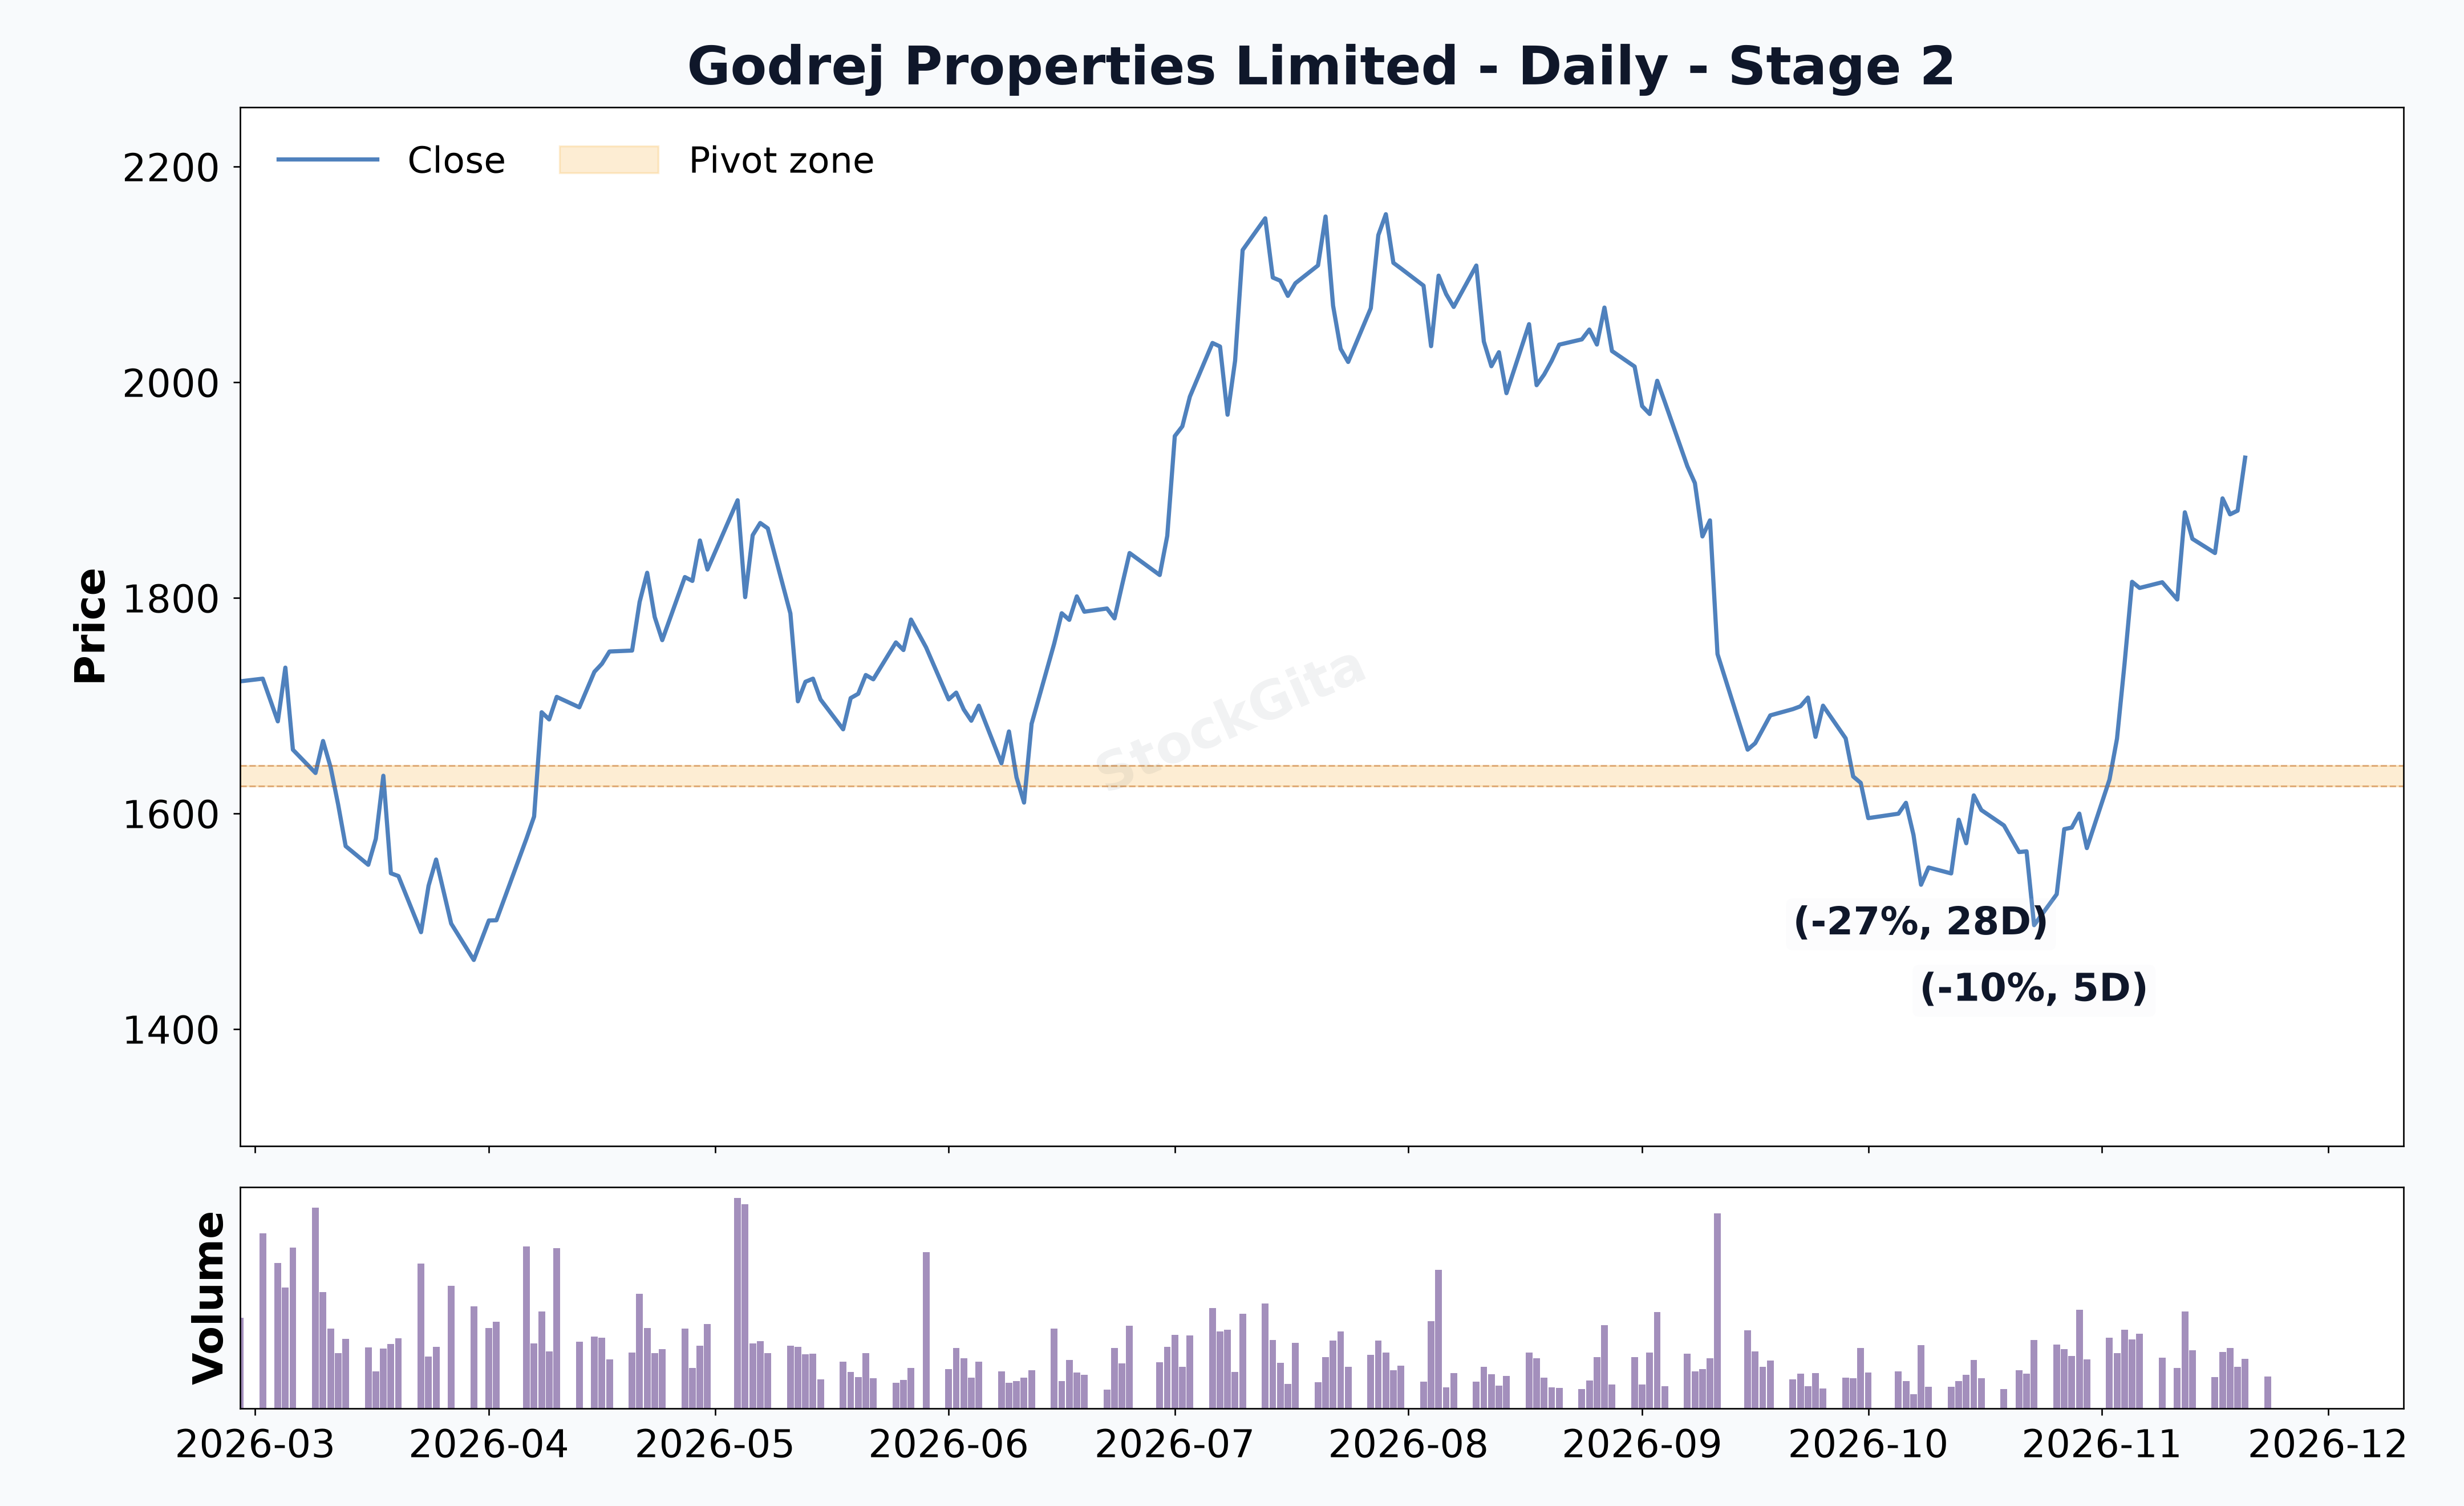 Godrej Properties Limited - Daily - Stage 2
Close
Pivot zone
Price
2200
2000
1800
1600
1400
StockGita
(-27%, 28D)
(-10%, 5D)
Volume
2026-03
2026-04
2026-05
2026-06
2026-07
2026-08
2026-09
2026-10
2026-11
2026-12